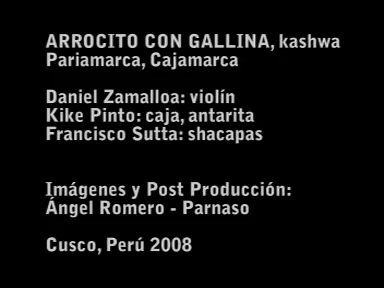 ARROCITO CON GALLINA, kashwa
Pariamarca, Cajamarca
Daniel Zamalloa: violín
Kike Pinto: caja, antarita
Francisco Sutta: shacapas
Imágenes y Post Producción:
Ángel Romero - Parnaso
Cusco, Perú 2008